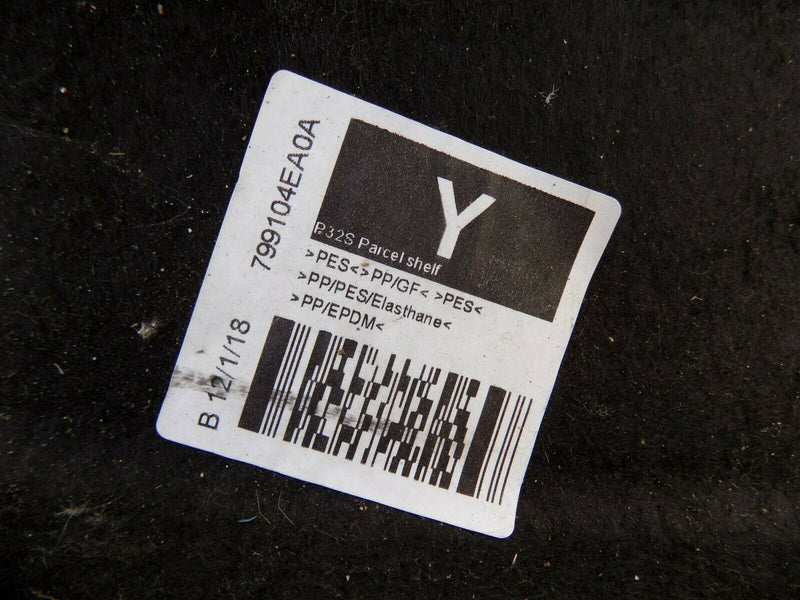 799104EA0A
B 12/1/18
Y
P32S Parcel shelf
>PES<>PP/GF< >PES<
>PP/PES/Elasthane<
>PP/EPDM<